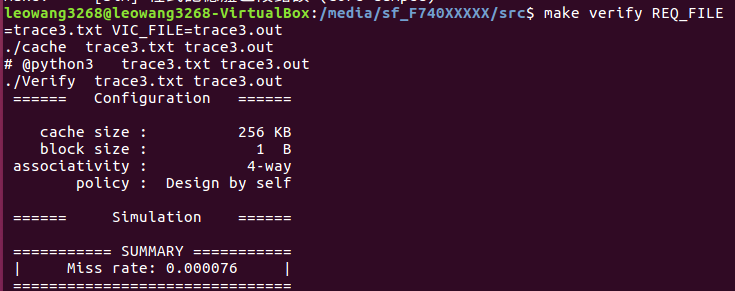 leowang3268@leowang3268-VirtualBox:/media/sf_F740XXXXX/src$ make verify REQ_FILE
=trace3.txt VIC_FILE=trace3.out
./cache  trace3.txt trace3.out
# @python3   trace3.txt trace3.out
./Verify  trace3.txt trace3.out
 ======   Configuration   ======
    cache size :           256 KB
    block size :             1  B
 associativity :            4-way
        policy :  Design by self
 ======     Simulation    ======
 =========== SUMMARY ===========
 |     Miss rate: 0.000076     |
 ===============================